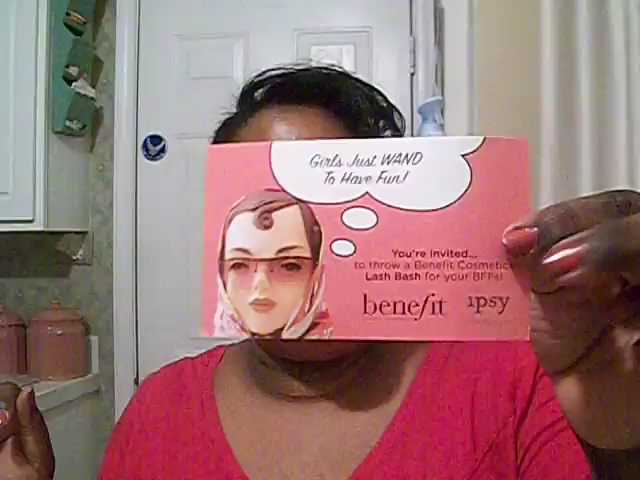 Girls Just WAND
To Have Fun!
You're invited...
to throw a Benefit Cosmetics
Lash Bash for your BFFs!
benefit
ipsy